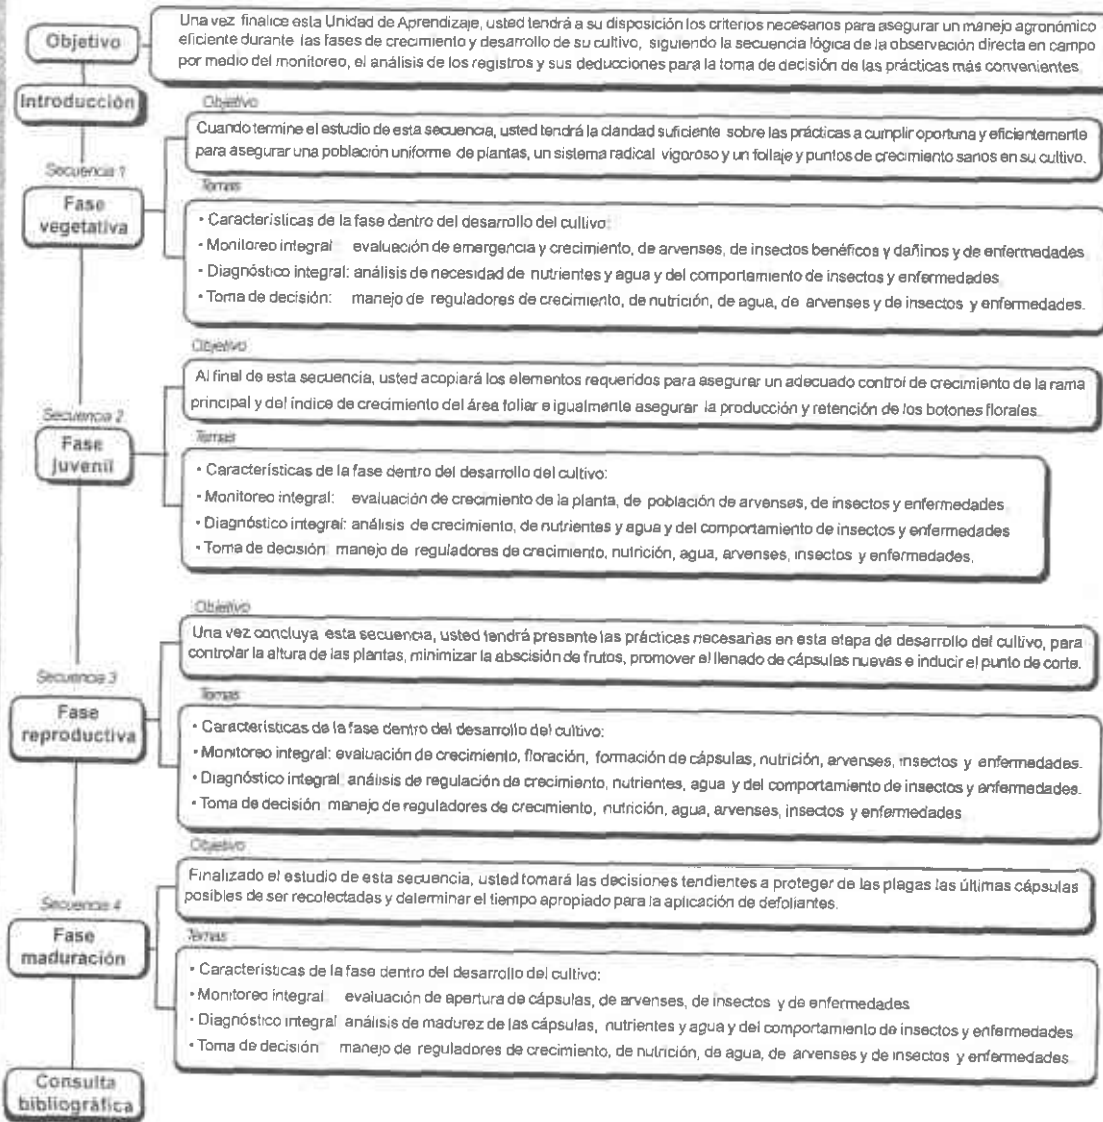 Objetivo
Una vez finalice esta Unidad de Aprendizaje, usted tendrá a su disposición los criterios necesarios para asegurar un manejo agronómico
eficiente durante las fases de crecimiento y desarrollo de su cultivo, siguiendo la secuencia lógica de la observación directa en campo
por medio del monitoreo, el análisis de los registros y sus deducciones para la toma de decisión de las prácticas más convenientes.
Introducción
Objetivo
Cuando termine el estudio de esta secuencia, usted tendrá la claridad suficiente sobre las prácticas a cumplir oportuna y eficientemente
para asegurar una población uniforme de plantas, un sistema radical vigoroso y un follaje y puntos de crecimiento sanos en su cultivo.
Secuencia 1
Fase
vegetativa
Temas
• Características de la fase dentro del desarrollo del cultivo:
• Monitoreo integral: evaluación de emergencia y crecimiento, de arvenses, de insectos benéficos y dañinos y de enfermedades
• Diagnóstico integral: análisis de necesidad de nutrientes y agua y del comportamiento de insectos y enfermedades.
• Toma de decisión: manejo de reguladores de crecimiento, de nutrición, de agua, de arvenses y de insectos y enfermedades.
Objetivo
Al final de esta secuencia, usted acopiará los elementos requeridos para asegurar un adecuado control de crecimiento de la rama
principal y del índice de crecimiento del área foliar e igualmente asegurar la producción y retención de los botones florales.
Secuencia 2
Fase
juvenil
Temas
• Características de la fase dentro del desarrollo del cultivo:
• Monitoreo integral: evaluación de crecimiento de la planta, de población de arvenses, de insectos y enfermedades
• Diagnóstico integral: análisis de crecimiento, de nutrientes y agua y del comportamiento de insectos y enfermedades
• Toma de decisión: manejo de reguladores de crecimiento, nutrición, agua, arvenses, insectos y enfermedades.
Objetivo
Una vez concluya esta secuencia, usted tendrá presente las prácticas necesarias en esta etapa de desarrollo del cultivo, para
controlar la altura de las plantas, minimizar la abscisión de frutos, promover el llenado de cápsulas nuevas e inducir el punto de corte.
Secuencia 3
Fase
reproductiva
Temas
• Características de la fase dentro del desarrollo del cultivo:
• Monitoreo integral: evaluación de crecimiento, floración, formación de cápsulas, nutrición, arvenses, insectos y enfermedades.
• Diagnóstico integral: análisis de regulación de crecimiento, nutrientes, agua y del comportamiento de insectos y enfermedades.
• Toma de decisión manejo de reguladores de crecimiento, nutrición, agua, arvenses, insectos y enfermedades
Objetivo
Finalizado el estudio de esta secuencia, usted tomará las decisiones tendientes a proteger de las plagas las últimas cápsulas
posibles de ser recolectadas y determinar el tiempo apropiado para la aplicación de defoliantes.
Secuencia 4
Fase
maduración
Temas
• Características de la fase dentro del desarrollo del cultivo:
• Monitoreo integral evaluación de apertura de cápsulas, de arvenses, de insectos y de enfermedades
• Diagnóstico integral análisis de madurez de las cápsulas, nutrientes y agua y del comportamiento de insectos y enfermedades
• Toma de decisión manejo de reguladores de crecimiento, de nutrición, de agua, de arvenses y de insectos y enfermedades
Consulta
bibliográfica